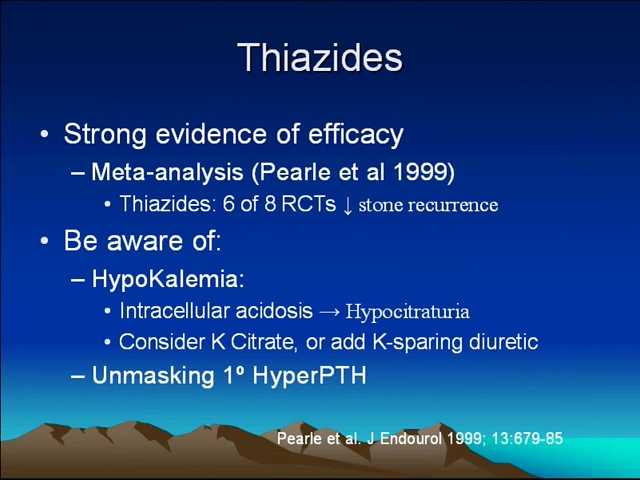 Thiazides
• Strong evidence of efficacy
– Meta-analysis (Pearle et al 1999)
• Thiazides: 6 of 8 RCTs ↓ stone recurrence
• Be aware of:
– HypoKalemia:
• Intracellular acidosis → Hypocitraturia
• Consider K Citrate, or add K-sparing diuretic
– Unmasking 1º HyperPTH
Pearle et al. J Endourol 1999; 13:679-85